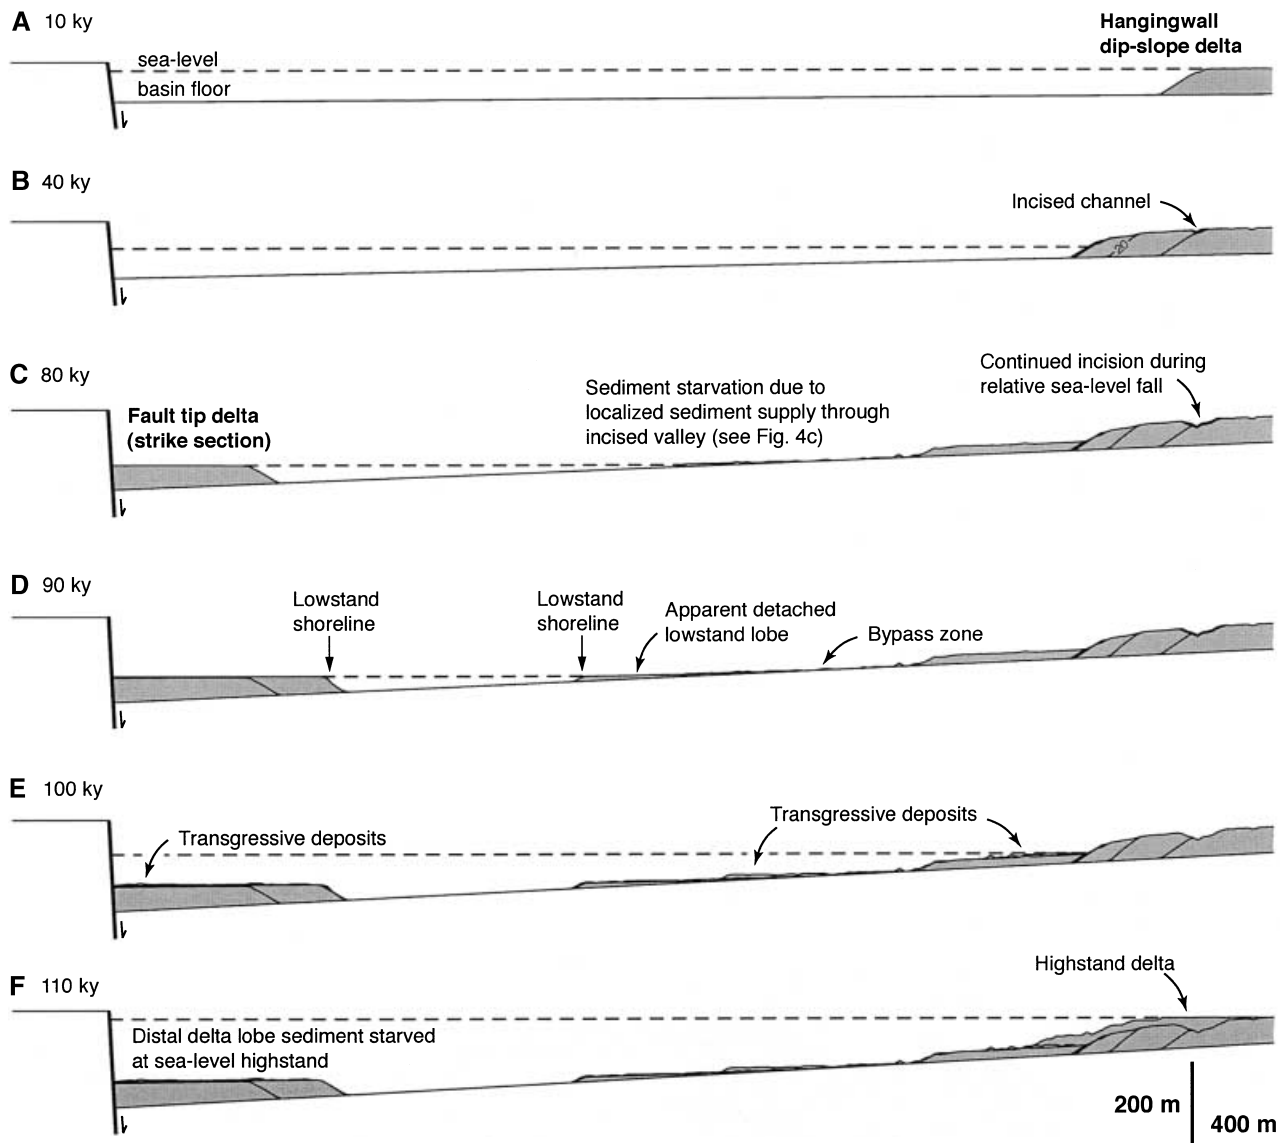 A 10 ky
Hangingwall
dip-slope delta
sea-level
basin floor
B 40 ky
Incised channel
20
C 80 ky
Continued incision during
relative sea-level fall
Sediment starvation due to
localized sediment supply through
incised valley (see Fig. 4c)
Fault tip delta
(strike section)
D 90 ky
Lowstand
shoreline
Lowstand
shoreline
Apparent detached
lowstand lobe
Bypass zone
E 100 ky
Transgressive deposits
Transgressive deposits
F 110 ky
Highstand delta
Distal delta lobe sediment starved
at sea-level highstand
200 m
400 m